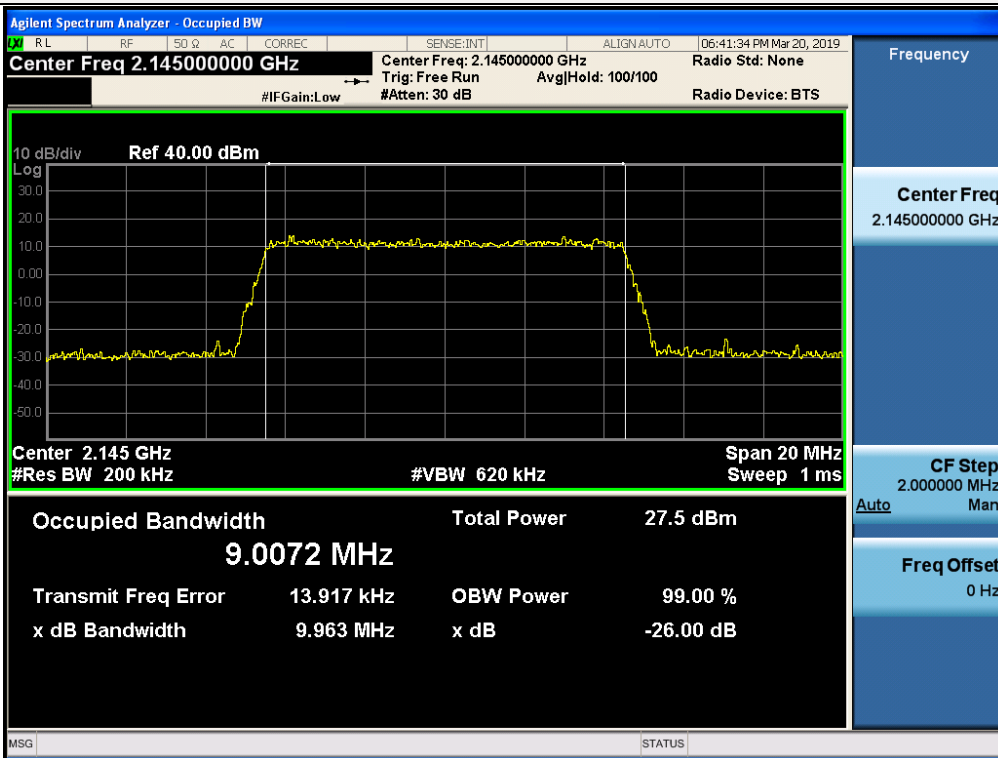 Agilent Spectrum Analyzer - Occupied BW
LXI RL RF 50 Ω AC CORREC SENSE:INT ALIGN AUTO 06:41:34 PM Mar 20, 2019
Center Freq 2.145000000 GHz
Center Freq: 2.145000000 GHz
Radio Std: None
Trig: Free Run
Avg|Hold: 100/100
#IFGain:Low
#Atten: 30 dB
Radio Device: BTS
10 dB/div
Ref 40.00 dBm
Log
30.0
20.0
10.0
0.00
-10.0
-20.0
-30.0
-40.0
-50.0
Center 2.145 GHz
Span 20 MHz
#Res BW 200 kHz
#VBW 620 kHz
Sweep 1 ms
Occupied Bandwidth
Total Power 27.5 dBm
9.0072 MHz
Transmit Freq Error 13.917 kHz
OBW Power 99.00 %
x dB Bandwidth 9.963 MHz
x dB -26.00 dB
Frequency
Center Freq
2.145000000 GHz
CF Step
2.000000 MHz
Auto Man
Freq Offset
0 Hz
MSG
STATUS